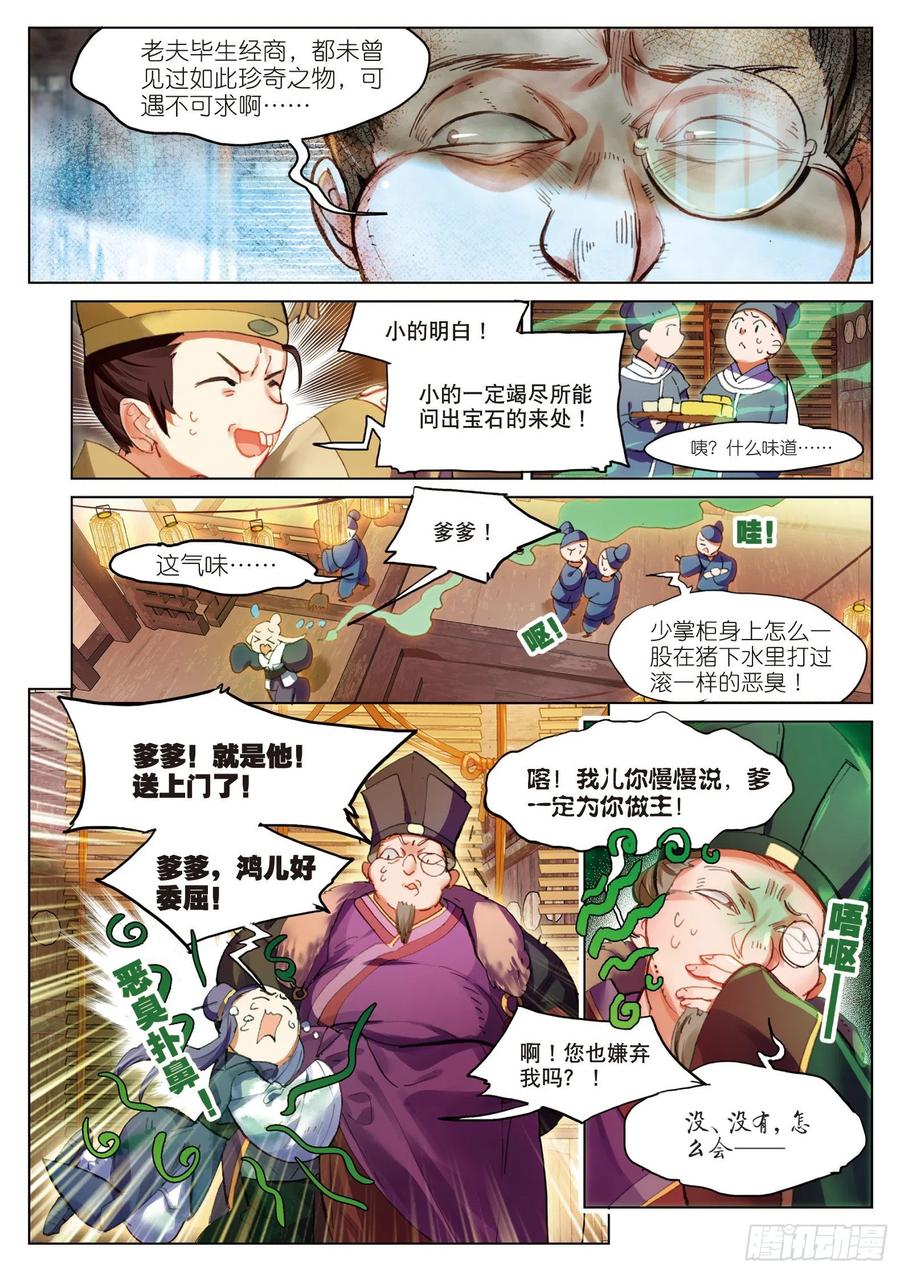 老夫毕生经商，都未曾
见过如此珍奇之物，可
遇不可求啊……
小的明白！
小的一定竭尽所能
问出宝石的来处！
咦？什么味道……
这气味……
爹爹！
哇！
呕！
少掌柜身上怎么一
股在猪下水里打过
滚一样的恶臭！
爹爹！就是他！
送上门了！
爹爹，鸿儿好
委屈！
恶臭扑鼻！
喀！我儿你慢慢说，爹
一定为你做主！
唔呕——
啊！您也嫌弃
我吗？！
没、没有，怎
么会——
腾讯动漫